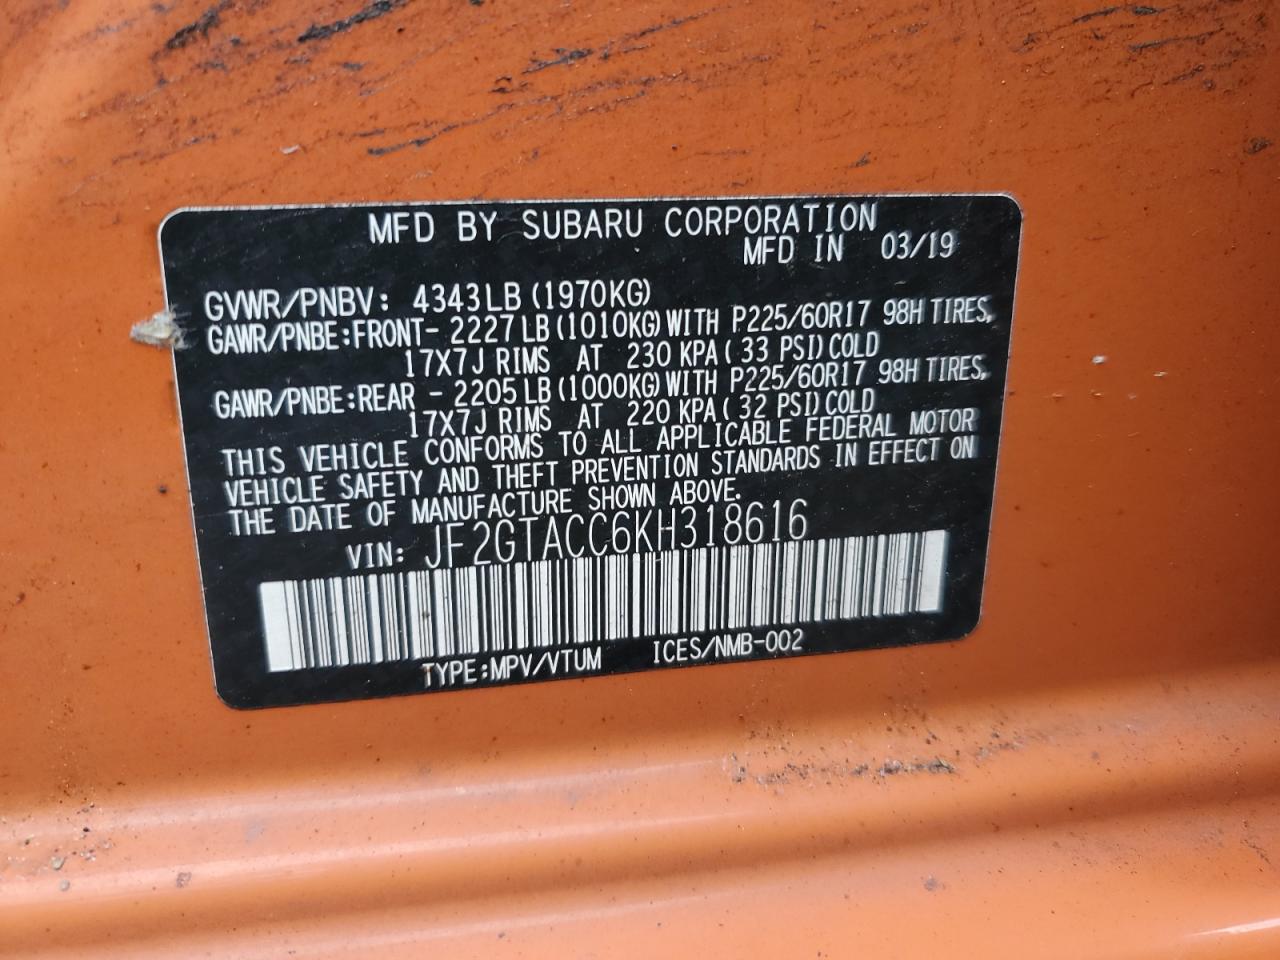 MFD BY SUBARU CORPORATION
MFD IN 03/19
GVWR/PNBV: 4343LB (1970KG)
GAWR/PNBE:FRONT- 2227LB (1010KG) WITH P225/60R17 98H TIRES,
17X7J RIMS AT 230 KPA ( 33 PSI) COLD
GAWR/PNBE:REAR - 2205LB (1000KG) WITH P225/60R17 98H TIRES,
17X7J RIMS AT 220 KPA ( 32 PSI) COLD
THIS VEHICLE CONFORMS TO ALL APPLICABLE FEDERAL MOTOR
VEHICLE SAFETY AND THEFT PREVENTION STANDARDS IN EFFECT ON
THE DATE OF MANUFACTURE SHOWN ABOVE.
VIN: JF2GTACC6KH318616
TYPE:MPV/VTUM ICES/NMB-002